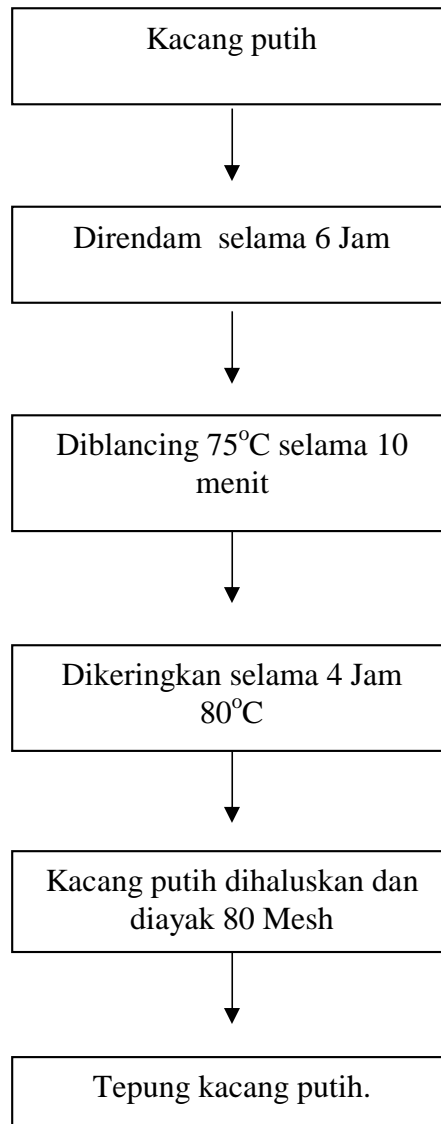 Kacang putih
Direndam selama 6 Jam
Diblancing 75°C selama 10
menit
Dikeringkan selama 4 Jam
80°C
Kacang putih dihaluskan dan
diayak 80 Mesh
Tepung kacang putih.